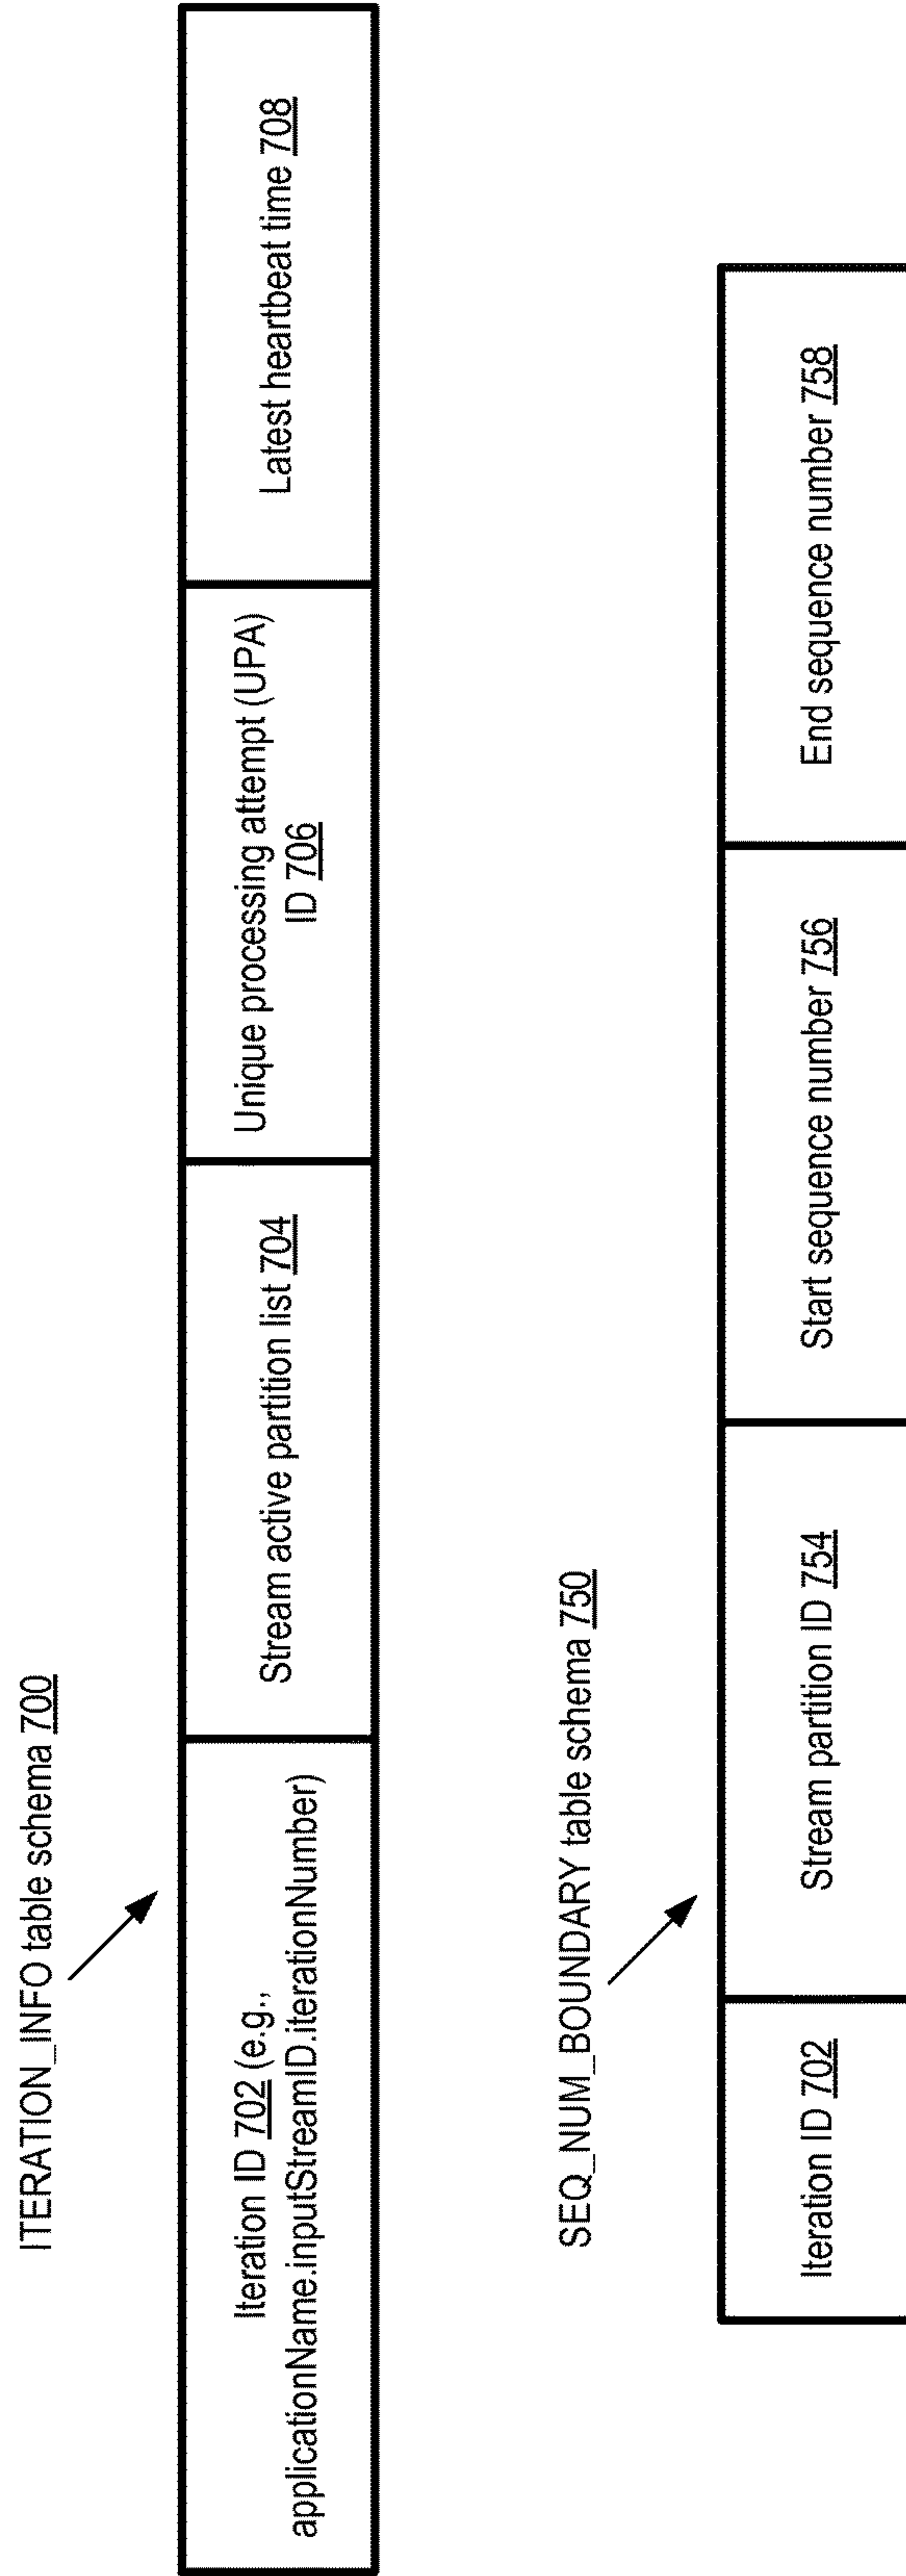 ITERATION_INFO table schema 700
Iteration ID 702 (e.g.,
applicationName.inputStreamID.iterationNumber)
Stream active partition list 704
Unique processing attempt (UPA)
ID 706
Latest heartbeat time 708
SEQ_NUM_BOUNDARY table schema 750
Iteration ID 702
Stream partition ID 754
Start sequence number 756
End sequence number 758